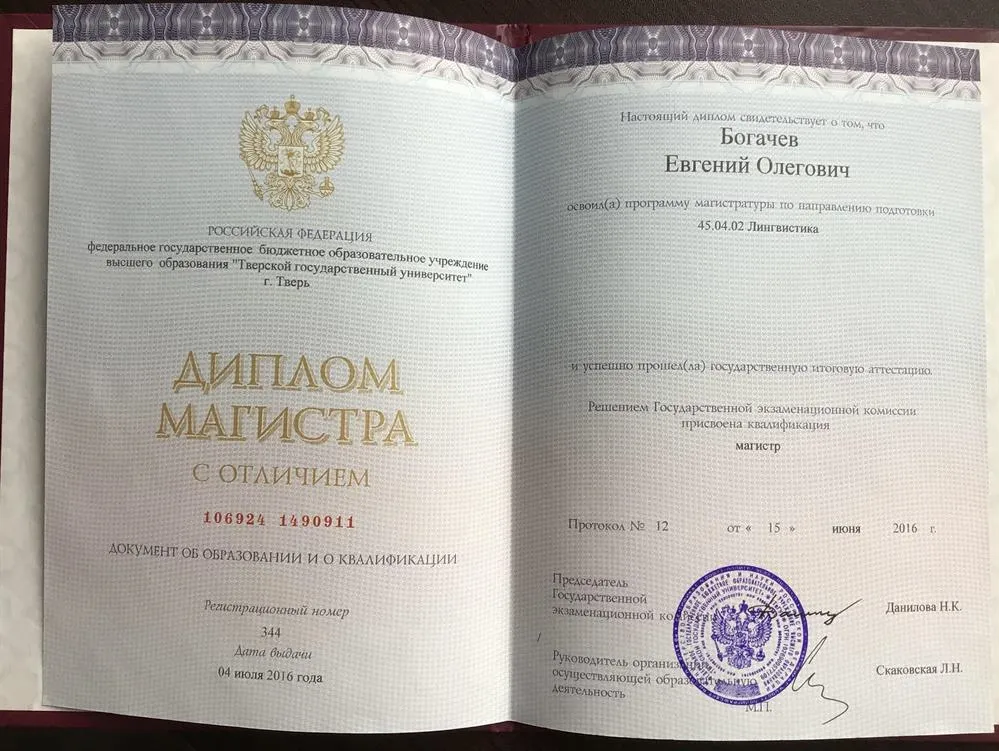 РОССИЙСКАЯ ФЕДЕРАЦИЯ
федеральное государственное бюджетное образовательное учреждение
высшего образования "Тверской государственный университет"
г. Тверь
ДИПЛОМ
МАГИСТРА
С ОТЛИЧИЕМ
106924 1490911
ДОКУМЕНТ ОБ ОБРАЗОВАНИИ И О КВАЛИФИКАЦИИ
Регистрационный номер
344
Дата выдачи
04 июля 2016 года
Настоящий диплом свидетельствует о том, что
Богачев
Евгений Олегович
освоил(а) программу магистратуры по направлению подготовки
45.04.02 Лингвистика
и успешно прошел(ла) государственную итоговую аттестацию.
Решением Государственной экзаменационной комиссии
присвоена квалификация
магистр
Протокол № 12 от « 15 » июня 2016 г.
Председатель
Государственной
экзаменационной
Данилова Н.К.
Руководитель
осуществляющей образовательную
деятельность
Скаковская Л.Н.
М.П.